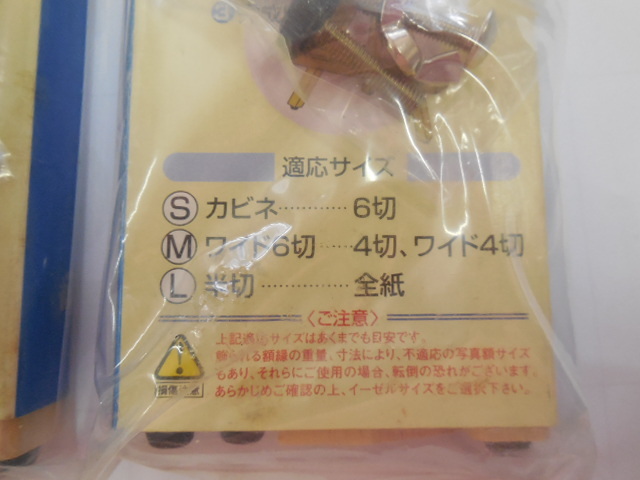 ③
適応サイズ
Ⓢ カビネ………… 6切
Ⓜ ワイド6切……4切、ワイド4切
Ⓛ 半切…………… 全紙
〈ご注意〉
上記適応サイズはあくまでも目安です。
飾られる額縁の重量、寸法により、不適応の写真額サイズ
もあり、それらにご使用の場合、転倒の恐れがございます。
あらかじめご確認の上、イーゼルサイズをご選択下さい。
損傷注意